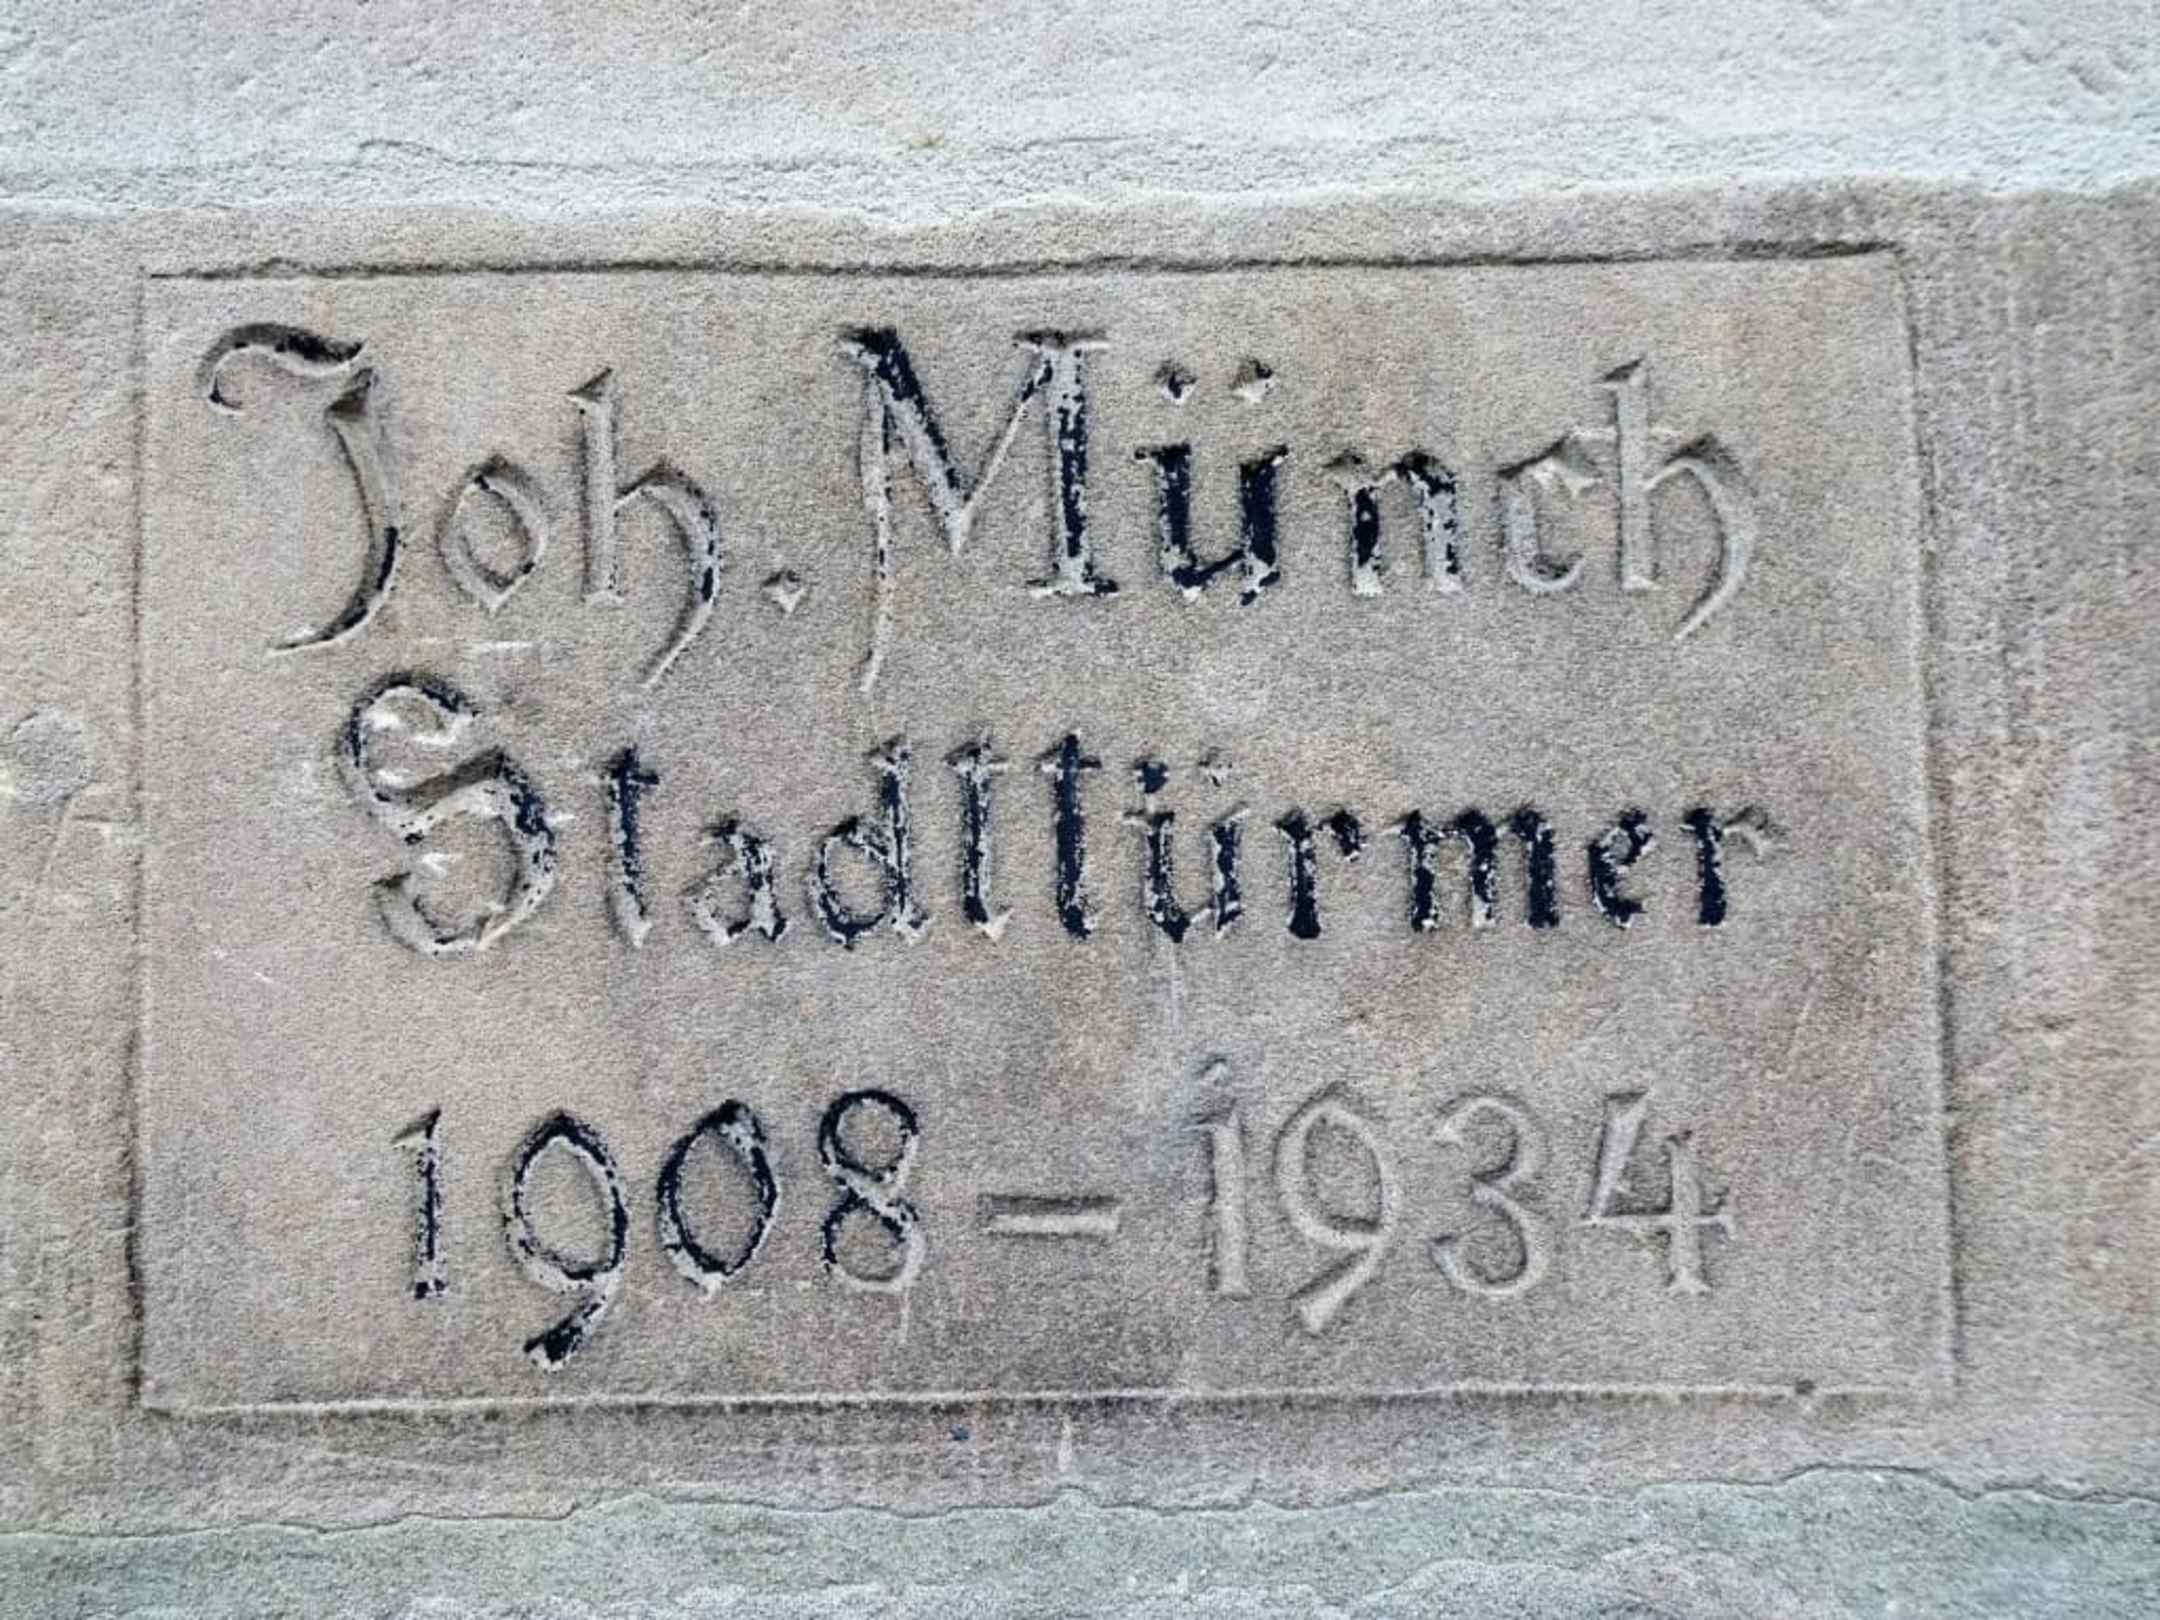 Joh. Münch
Stadttürmer
1908 - 1934